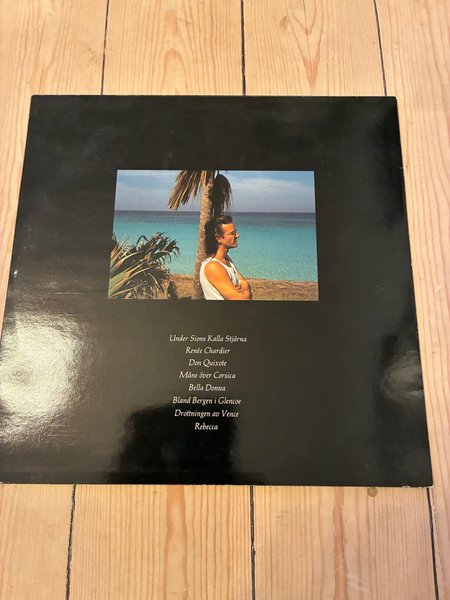 Under Sions Kalla Stjärna
Renée Chardier
Don Quixote
Måne över Corsica
Bella Donna
Bland Bergen i Glencoe
Drottningen av Vence
Rebecca